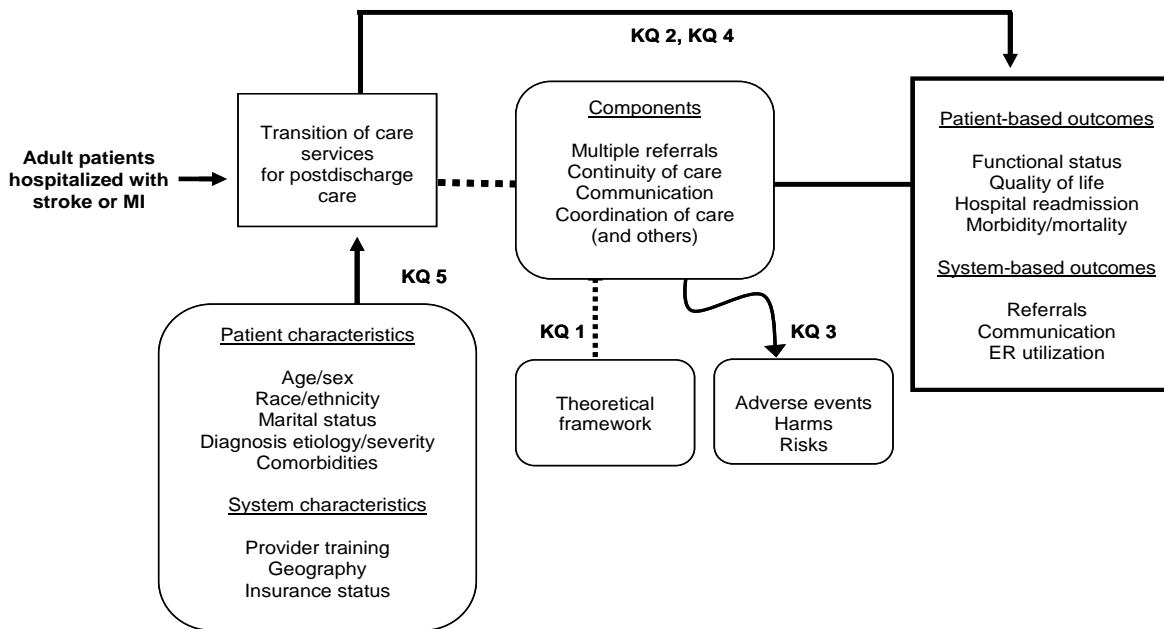 KQ 2, KQ 4
Adult patients
hospitalized with
stroke or MI
Transition of care
services
for postdischarge
care
Components
Multiple referrals
Continuity of care
Communication
Coordination of care
(and others)
Patient-based outcomes
Functional status
Quality of life
Hospital readmission
Morbidity/mortality
System-based outcomes
Referrals
Communication
ER utilization
KQ 5
KQ 1
KQ 3
Patient characteristics
Age/sex
Race/ethnicity
Marital status
Diagnosis etiology/severity
Comorbidities
System characteristics
Provider training
Geography
Insurance status
Theoretical
framework
Adverse events
Harms
Risks